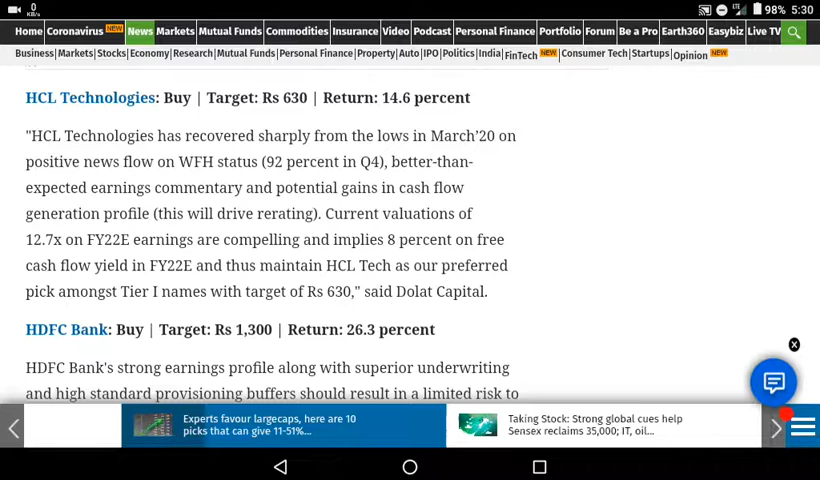 0
KB/s
LTE
98% 5:30
Home Coronavirus NEW News Markets Mutual Funds Commodities Insurance Video Podcast Personal Finance Portfolio Forum Be a Pro Earth360 Easybiz Live TV
Business Markets Stocks Economy Research Mutual Funds Personal Finance Property Auto IPO Politics India FinTech NEW Consumer Tech Startups Opinion NEW
HCL Technologies: Buy | Target: Rs 630 | Return: 14.6 percent
"HCL Technologies has recovered sharply from the lows in March’20 on
positive news flow on WFH status (92 percent in Q4), better-than-
expected earnings commentary and potential gains in cash flow
generation profile (this will drive rerating). Current valuations of
12.7x on FY22E earnings are compelling and implies 8 percent on free
cash flow yield in FY22E and thus maintain HCL Tech as our preferred
pick amongst Tier I names with target of Rs 630," said Dolat Capital.
HDFC Bank: Buy | Target: Rs 1,300 | Return: 26.3 percent
HDFC Bank's strong earnings profile along with superior underwriting
and high standard provisioning buffers should result in a limited risk to
Experts favour largecaps, here are 10
picks that can give 11-51%...
Taking Stock: Strong global cues help
Sensex reclaims 35,000; IT, oil...